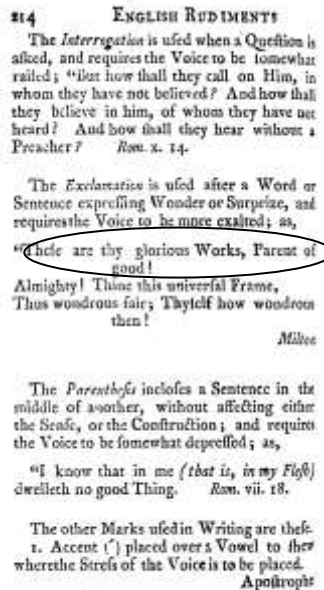 214 ENGLISH RUDIMENTS
The Interrogation is uſed when a Queſtion is
aſked, and requires the Voice to be ſomewhat
raiſed; "But how ſhall they call on Him, in
whom they have not believed? And how ſhall
they believe in him, of whom they have not
heard? And how ſhall they hear without a
Preacher? Rom. x. 14.
The Exclamation is uſed after a Word or
Sentence expreſſing Wonder or Surprize, and
requires the Voice to be more exalted; as,
"Theſe are thy glorious Works, Parent of
good!
Almighty! Thine this univerſal Frame,
Thus wondrous fair; Thyſelf how wondrous
then!
Milton
The Parentheſis incloſes a Sentence in the
middle of another, without affecting either
the Senſe, or the Conſtruction; and requires
the Voice to be ſomewhat depreſſed; as,
"I know that in me (that is, in my Fleſh)
dwelleth no good Thing. Rom. vii. 18.
The other Marks uſed in Writing are theſe.
1. Accent (´) placed over a Vowel to ſhew
where the Streſs of the Voice is to be placed.
Apoſtrophe